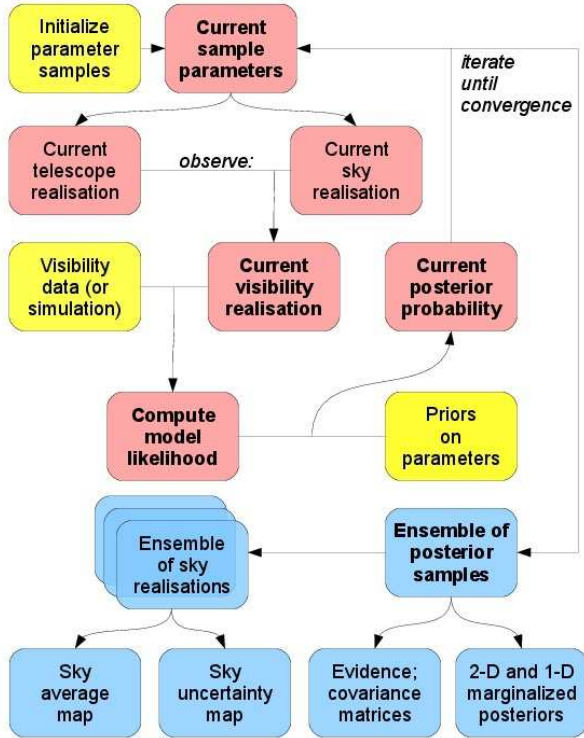 Initialize
parameter
samples
Current
sample
parameters
iterate
until
convergence
Current
telescope
realisation
observe:
Current
sky
realisation
Visibility
data (or
simulation)
Current
visibility
realisation
Current
posterior
probability
Compute
model
likelihood
Priors
on
parameters
Ensemble
of sky
realisations
Ensemble of
posterior
samples
Sky
average
map
Sky
uncertainty
map
Evidence;
covariance
matrices
2-D and 1-D
marginalized
posteriors